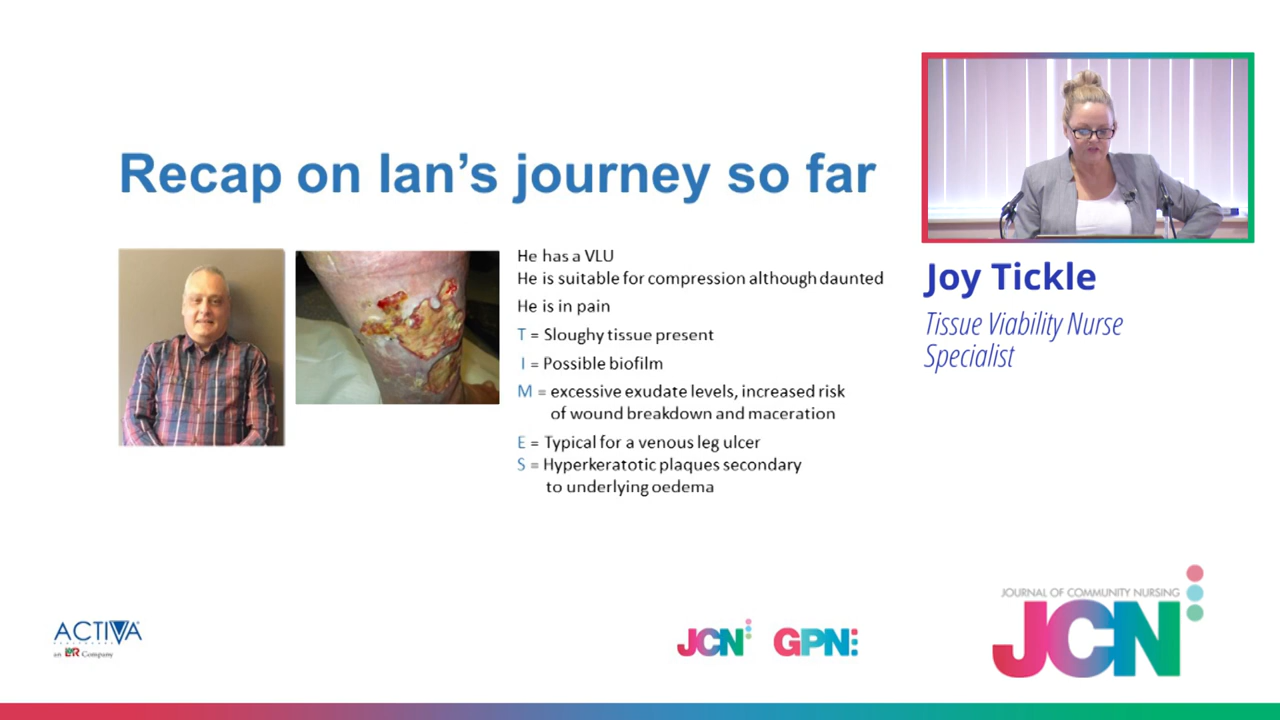 Recap on Ian's journey so far
He has a VLU
He is suitable for compression although daunted
He is in pain
T = Sloughy tissue present
I = Possible biofilm
M = excessive exudate levels, increased risk
of wound breakdown and maceration
E = Typical for a venous leg ulcer
S = Hyperkeratotic plaques secondary
to underlying oedema
Joy Tickle
Tissue Viability Nurse
Specialist
ACTIVA
an L&R Company
JCN
GPN
JOURNAL OF COMMUNITY NURSING
JCN